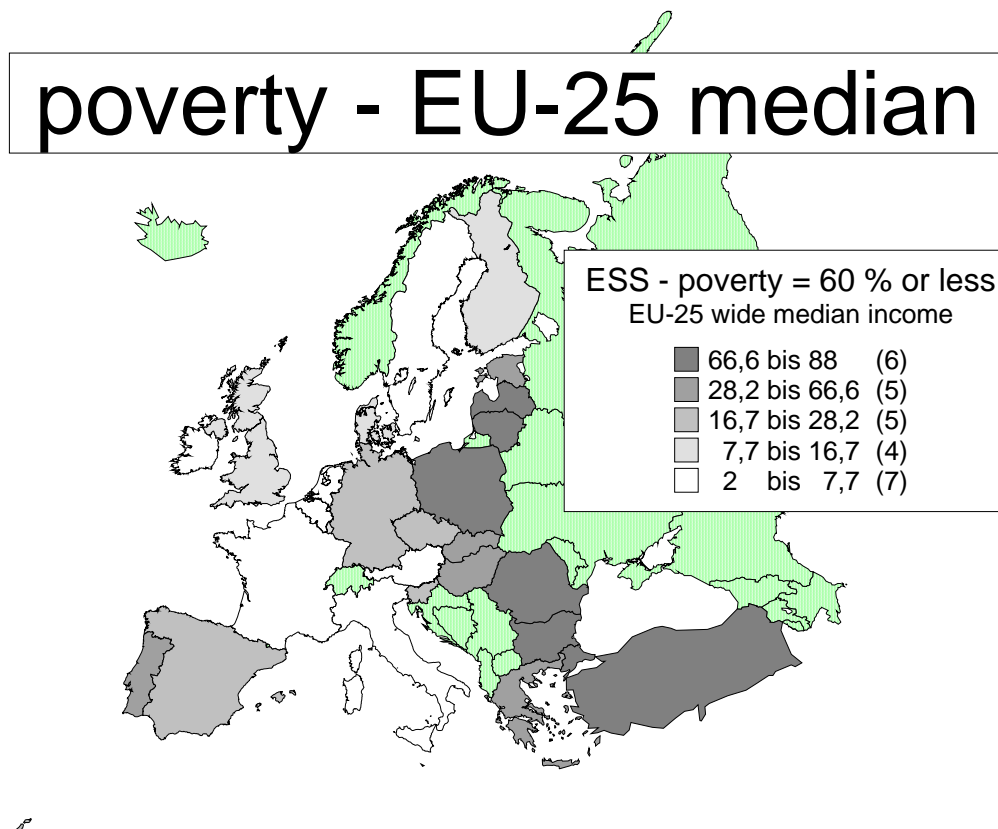 poverty - EU-25 median
ESS - poverty = 60 % or less
EU-25 wide median income
66,6 bis 88 (6)
28,2 bis 66,6 (5)
16,7 bis 28,2 (5)
7,7 bis 16,7 (4)
2 bis 7,7 (7)